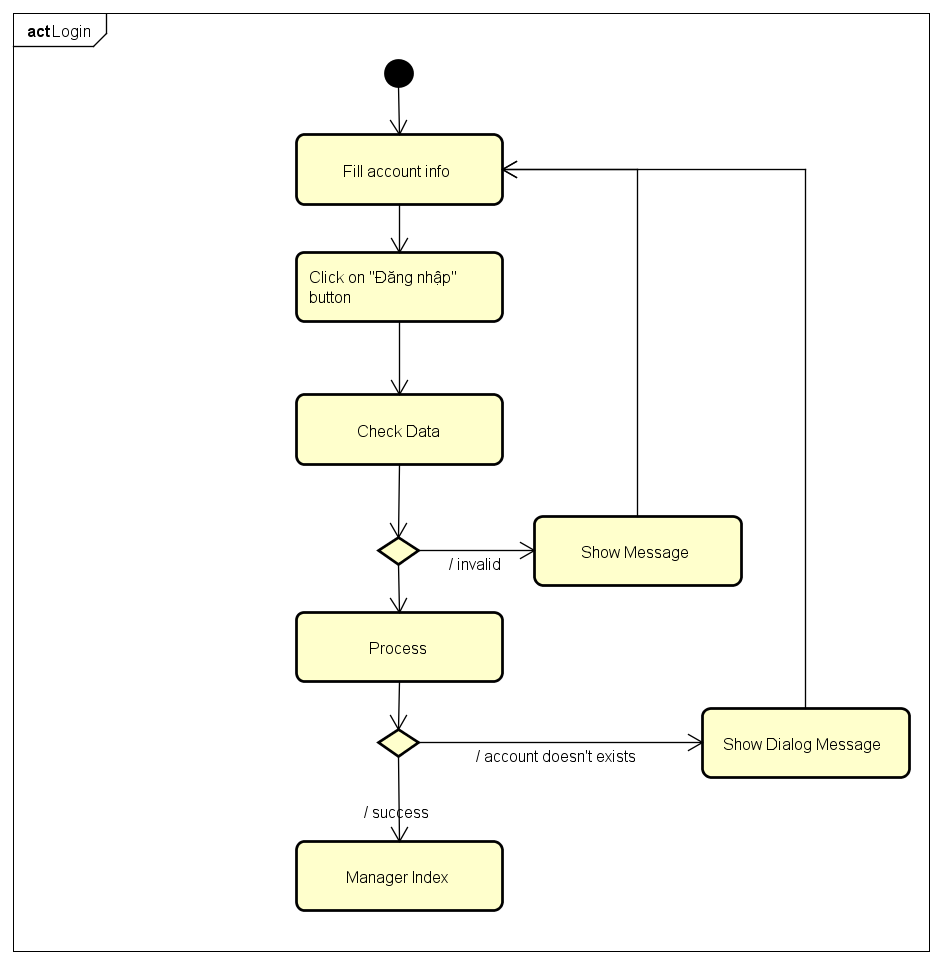 act Login
Fill account info
Click on "Đăng nhập"
button
Check Data
/ invalid
Show Message
Process
/ account doesn't exists
Show Dialog Message
/ success
Manager Index